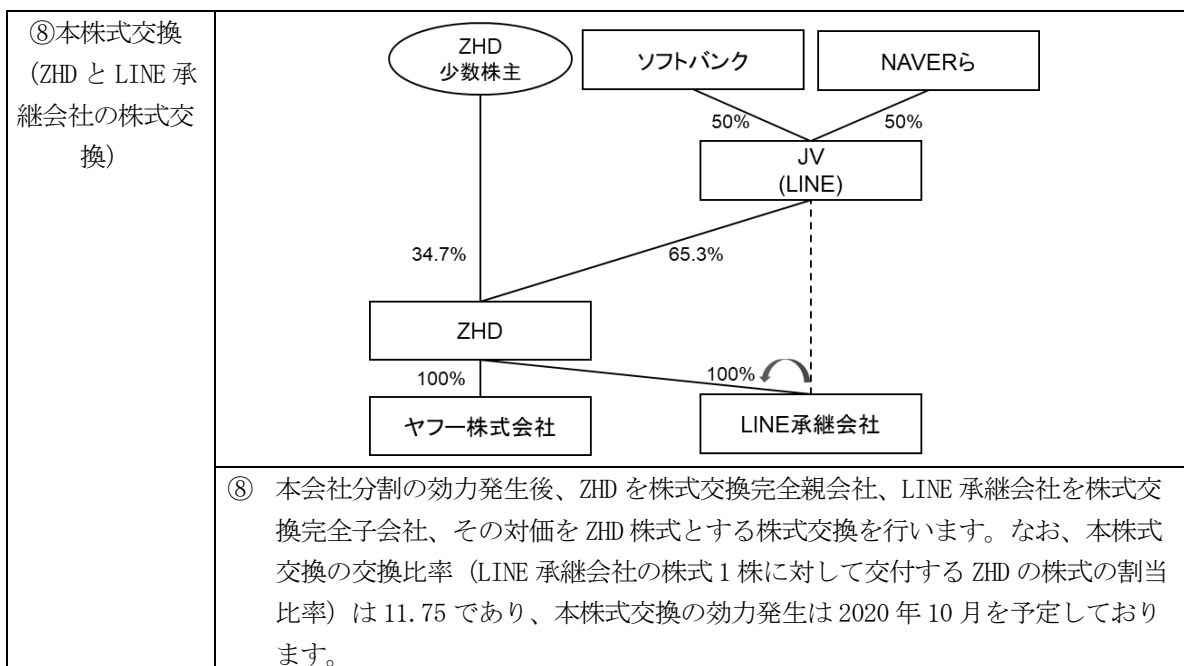 ⑧本株式交換
（ZHD と LINE 承
継会社の株式交
換）
ZHD
少数株主
ソフトバンク
NAVERら
50%
50%
JV
(LINE)
34.7%
65.3%
ZHD
100%
100%
ヤフー株式会社
LINE承継会社
⑧ 本会社分割の効力発生後、ZHD を株式交換完全親会社、LINE 承継会社を株式交
換完全子会社、その対価を ZHD 株式とする株式交換を行います。なお、本株式
交換の交換比率（LINE 承継会社の株式 1 株に対して交付する ZHD の株式の割当
比率）は 11.75 であり、本株式交換の効力発生は 2020 年 10 月を予定しており
ます。